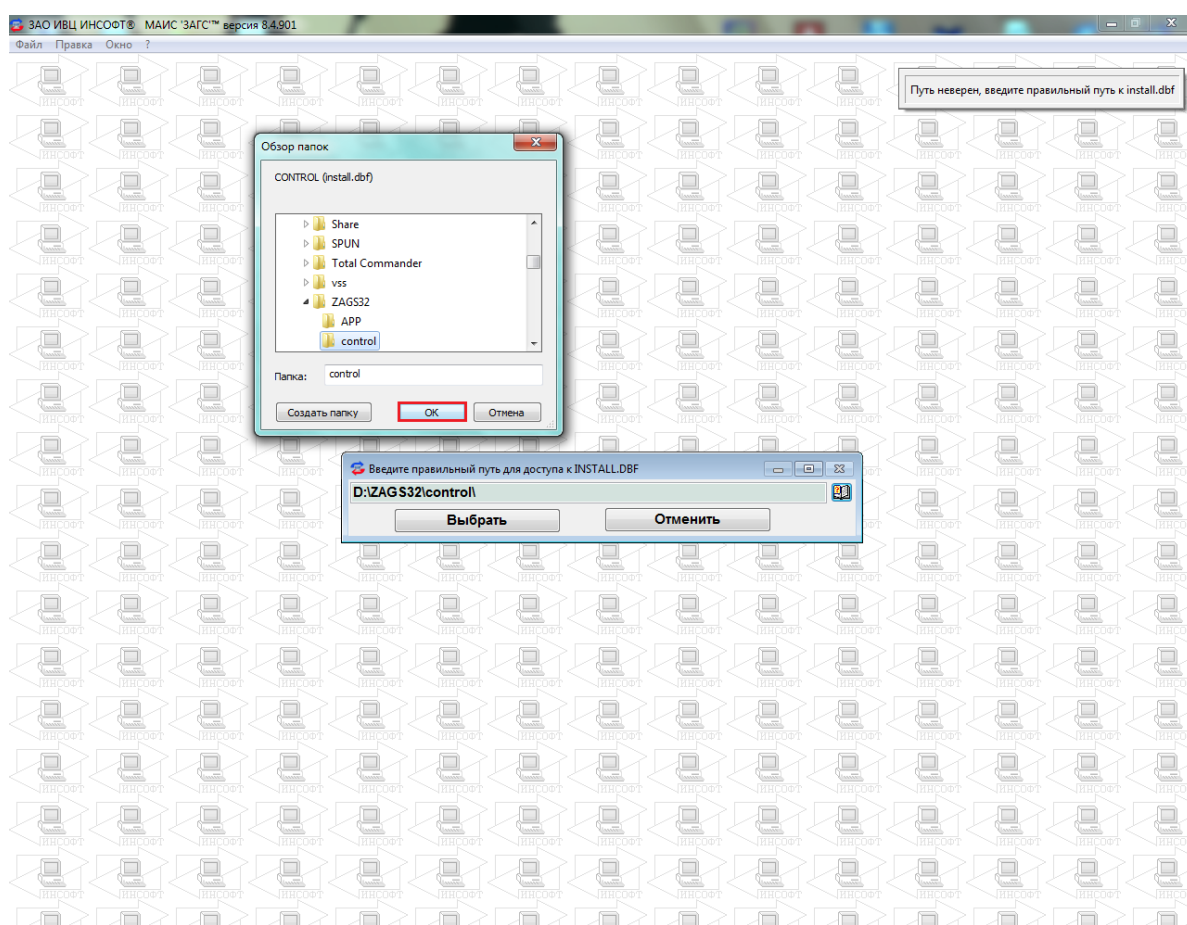 ЗАО ИВЦ ИНСОФТ® МАИС 'ЗАГС'™ версия 8.4.901
Файл Правка Окно ?
Путь неверен, введите правильный путь к install.dbf
Обзор папок
CONTROL (install.dbf)
Share
SPUN
Total Commander
vss
ZAGS32
APP
control
Папка: control
Создать папку OK Отмена
Введите правильный путь для доступа к INSTALL.DBF
D:\ZAGS32\control\
Выбрать Отменить